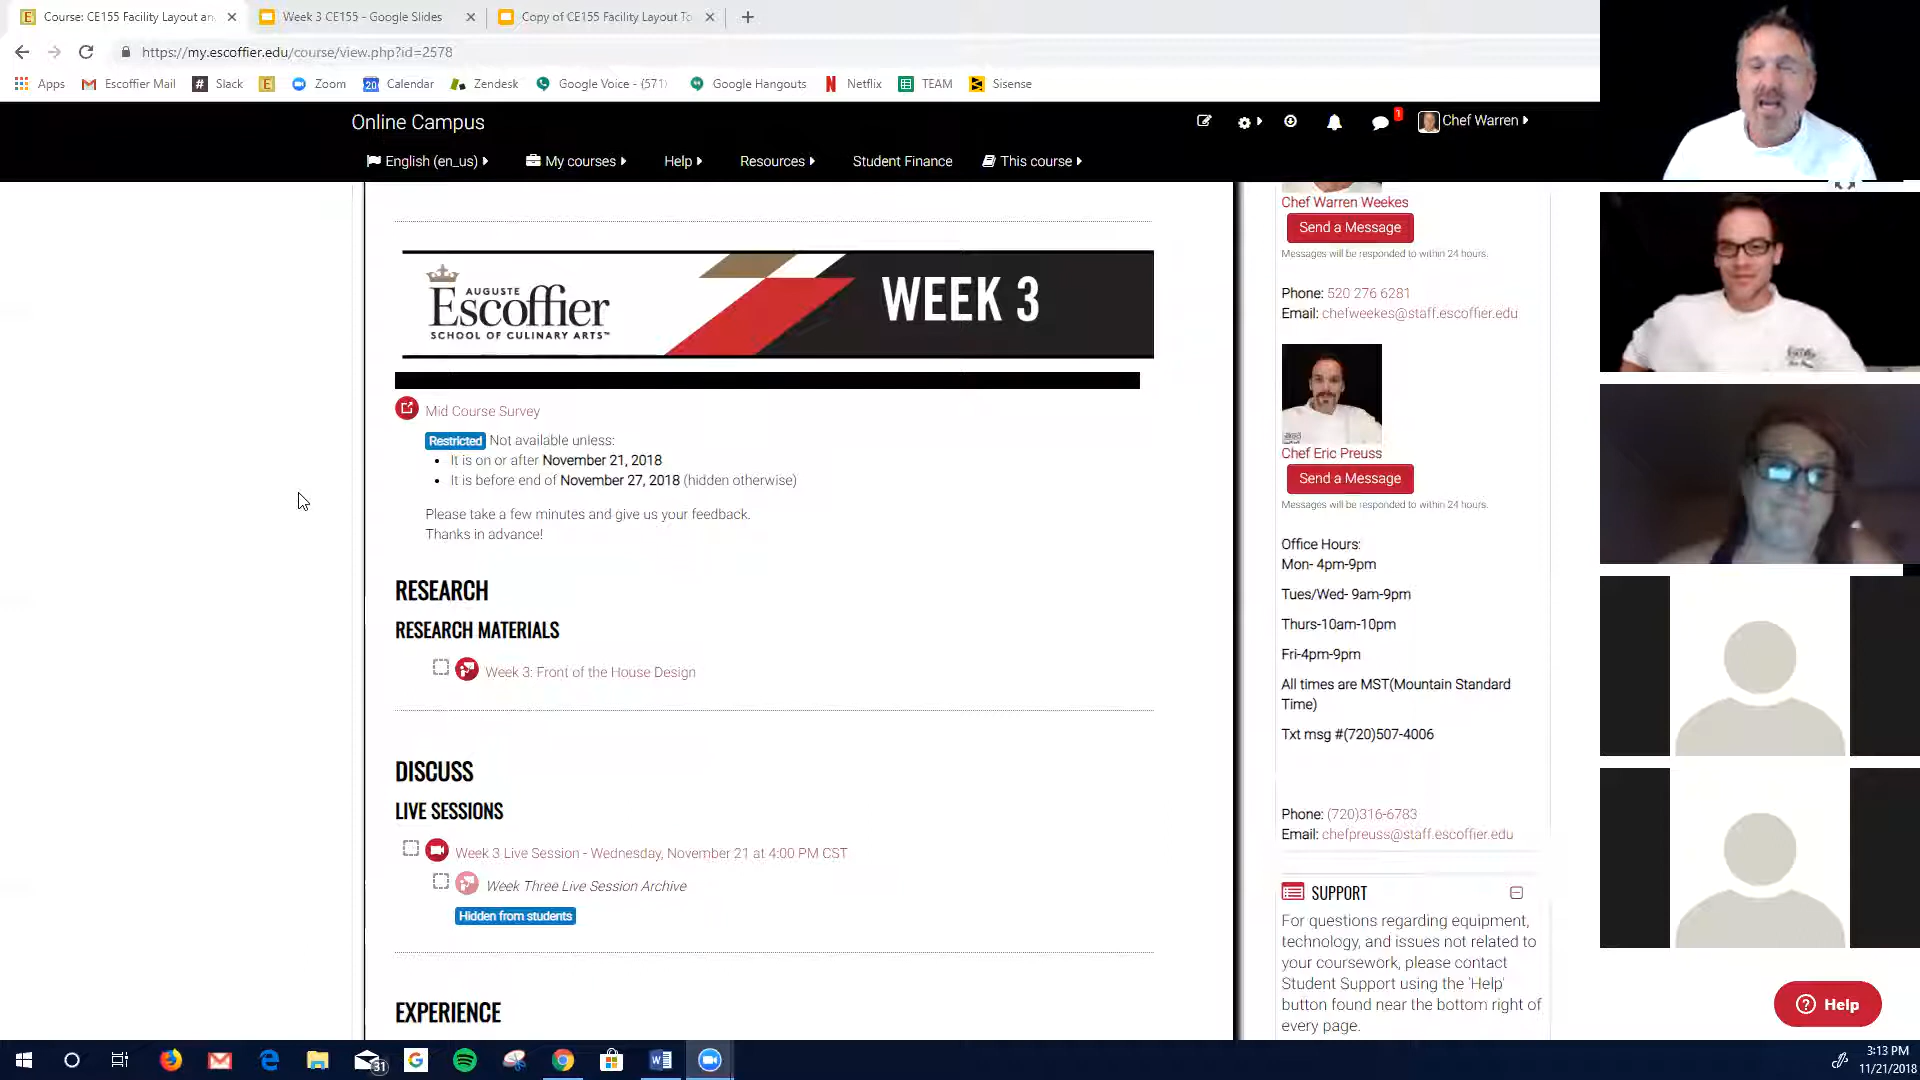 Course: CE155 Facility Layout an
Week 3 CE155 - Google Slides
Copy of CE155 Facility Layout To
https://my.escoffier.edu/course/view.php?id=2578
Apps
Escoffier Mail
Slack
Zoom
20
Calendar
Zendesk
Google Voice - (571)
Google Hangouts
Netflix
TEAM
Sisense
Online Campus
1
Chef Warren
English (en_us)
My courses
Help
Resources
Student Finance
This course
AUGUSTE
Escoffier
SCHOOL OF CULINARY ARTS™
WEEK 3
Mid Course Survey
Restricted Not available unless:
• It is on or after November 21, 2018
• It is before end of November 27, 2018 (hidden otherwise)
Please take a few minutes and give us your feedback.
Thanks in advance!
RESEARCH
RESEARCH MATERIALS
Week 3: Front of the House Design
DISCUSS
LIVE SESSIONS
Week 3 Live Session - Wednesday, November 21 at 4:00 PM CST
Week Three Live Session Archive
Hidden from students
EXPERIENCE
Chef Warren Weekes
Send a Message
Messages will be responded to within 24 hours.
Phone: 520 276 6281
Email: chefweekes@staff.escoffier.edu
Chef Eric Preuss
Send a Message
Messages will be responded to within 24 hours.
Office Hours:
Mon- 4pm-9pm
Tues/Wed- 9am-9pm
Thurs-10am-10pm
Fri-4pm-9pm
All times are MST(Mountain Standard
Time)
Txt msg #(720)507-4006
Phone: (720)316-6783
Email: chefpreuss@staff.escoffier.edu
SUPPORT
For questions regarding equipment,
technology, and issues not related to
your coursework, please contact
Student Support using the 'Help'
button found near the bottom right of
every page.
Help
31
3:13 PM
11/21/2018